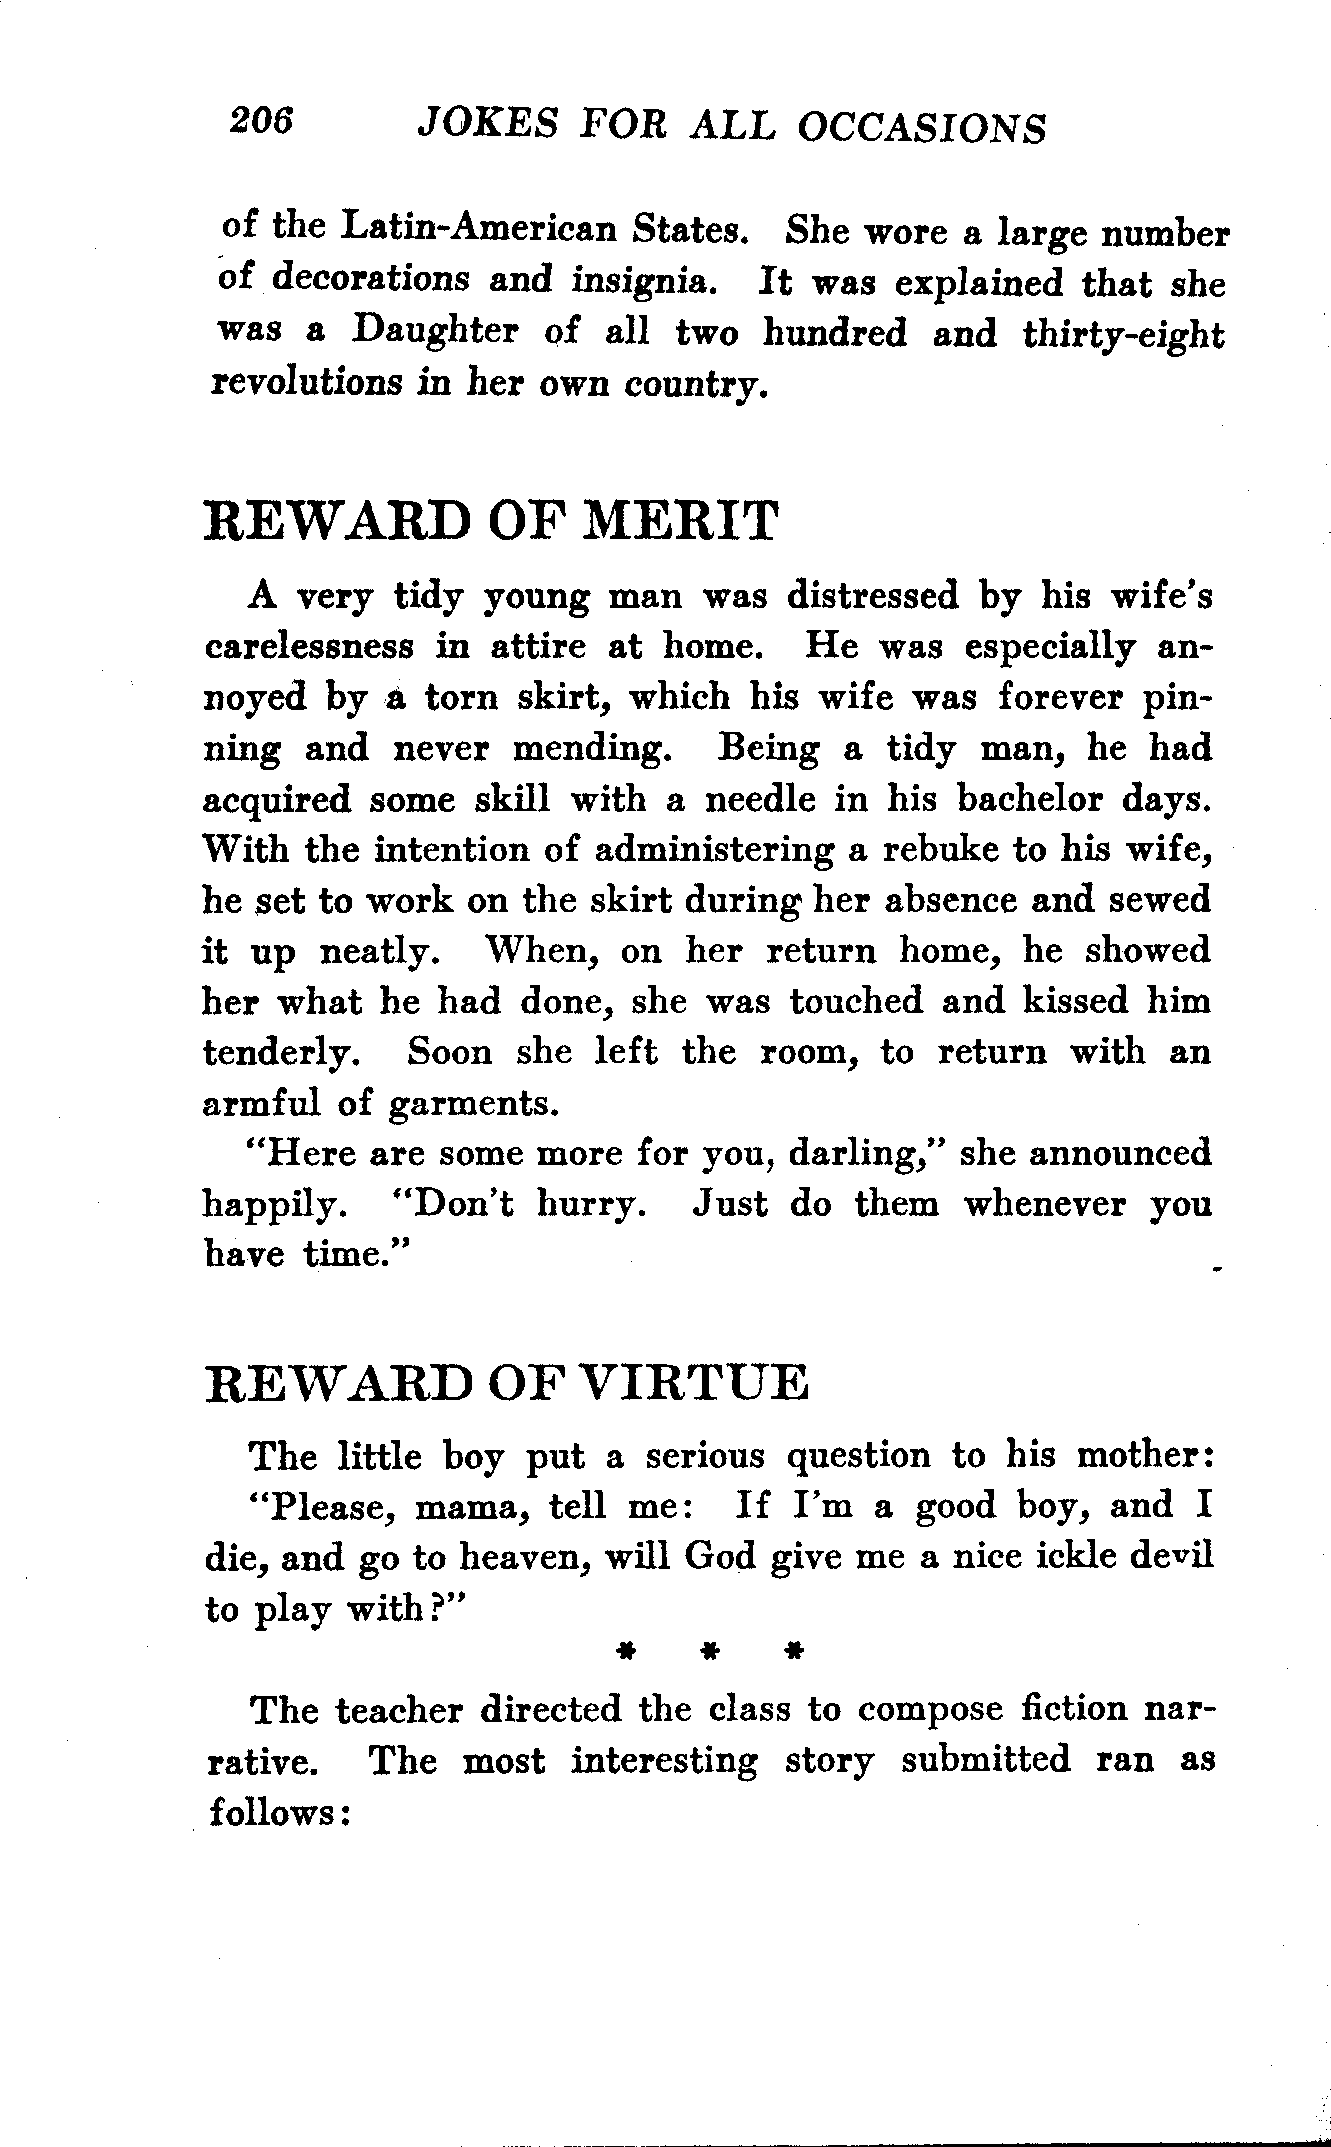 206 JOKES FOR ALL OCCASIONS
of the Latin-American States. She wore a large number
of decorations and insignia. It was explained that she
was a Daughter of all two hundred and thirty-eight
revolutions in her own country.
REWARD OF MERIT
A very tidy young man was distressed by his wife's
carelessness in attire at home. He was especially an-
noyed by a torn skirt, which his wife was forever pin-
ning and never mending. Being a tidy man, he had
acquired some skill with a needle in his bachelor days.
With the intention of administering a rebuke to his wife,
he set to work on the skirt during her absence and sewed
it up neatly. When, on her return home, he showed
her what he had done, she was touched and kissed him
tenderly. Soon she left the room, to return with an
armful of garments.
"Here are some more for you, darling," she announced
happily. "Don't hurry. Just do them whenever you
have time."
REWARD OF VIRTUE
The little boy put a serious question to his mother:
"Please, mama, tell me: If I'm a good boy, and I
die, and go to heaven, will God give me a nice ickle devil
to play with?"
* * *
The teacher directed the class to compose fiction nar-
rative. The most interesting story submitted ran as
follows: